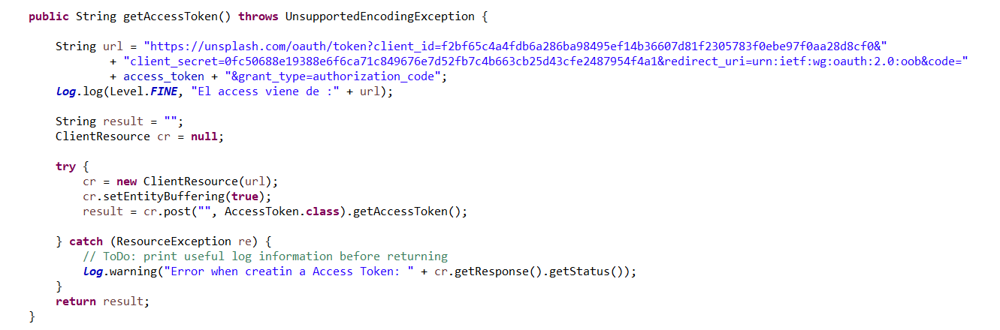 public String getAccessToken() throws UnsupportedEncodingException {
String url = "https://unsplash.com/oauth/token?client_id=f2bf65c4a4fdb6a286ba98495ef14b36607d81f2305783f0ebe97f0aa28d8cf0&"
+ "client_secret=0fc50688e19388e6f6ca71c849676e7d52fb7c4b663cb25d43cfe2487954f4a1&redirect_uri=urn:ietf:wg:oauth:2.0:oob&code="
+ access_token + "&grant_type=authorization_code";
log.log(Level.FINE, "El access viene de :" + url);
String result = "";
ClientResource cr = null;
try {
cr = new ClientResource(url);
cr.setEntityBuffering(true);
result = cr.post("", AccessToken.class).getAccessToken();
} catch (ResourceException re) {
// ToDo: print useful log information before returning
log.warning("Error when creatin a Access Token: " + cr.getResponse().getStatus());
}
return result;
}